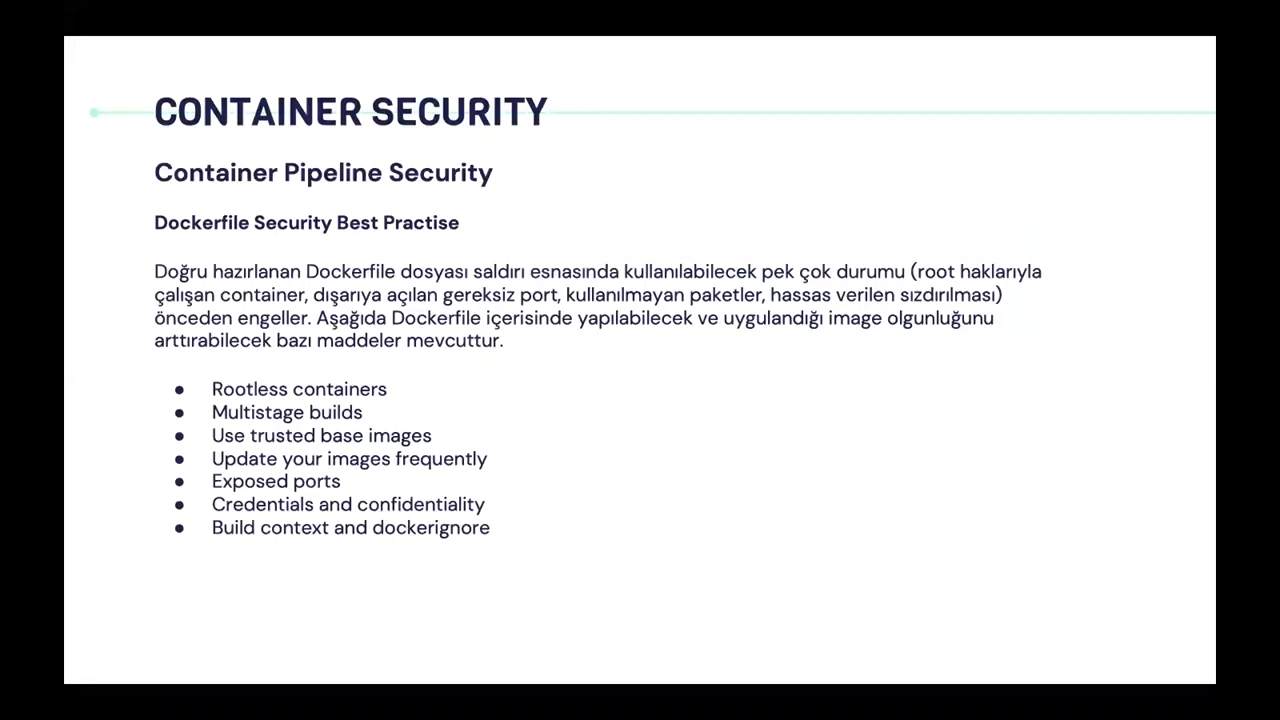 CONTAINER SECURITY
Container Pipeline Security
Dockerfile Security Best Practise
Doğru hazırlanan Dockerfile dosyası saldırı esnasında kullanılabilecek pek çok durumu (root haklarıyla
çalışan container, dışarıya açılan gereksiz port, kullanılmayan paketler, hassas verilen sızdırılması)
önceden engeller. Aşağıda Dockerfile içerisinde yapılabilecek ve uygulandığı image olgunluğunu
arttırabilecek bazı maddeler mevcuttur.
● Rootless containers
● Multistage builds
● Use trusted base images
● Update your images frequently
● Exposed ports
● Credentials and confidentiality
● Build context and dockerignore